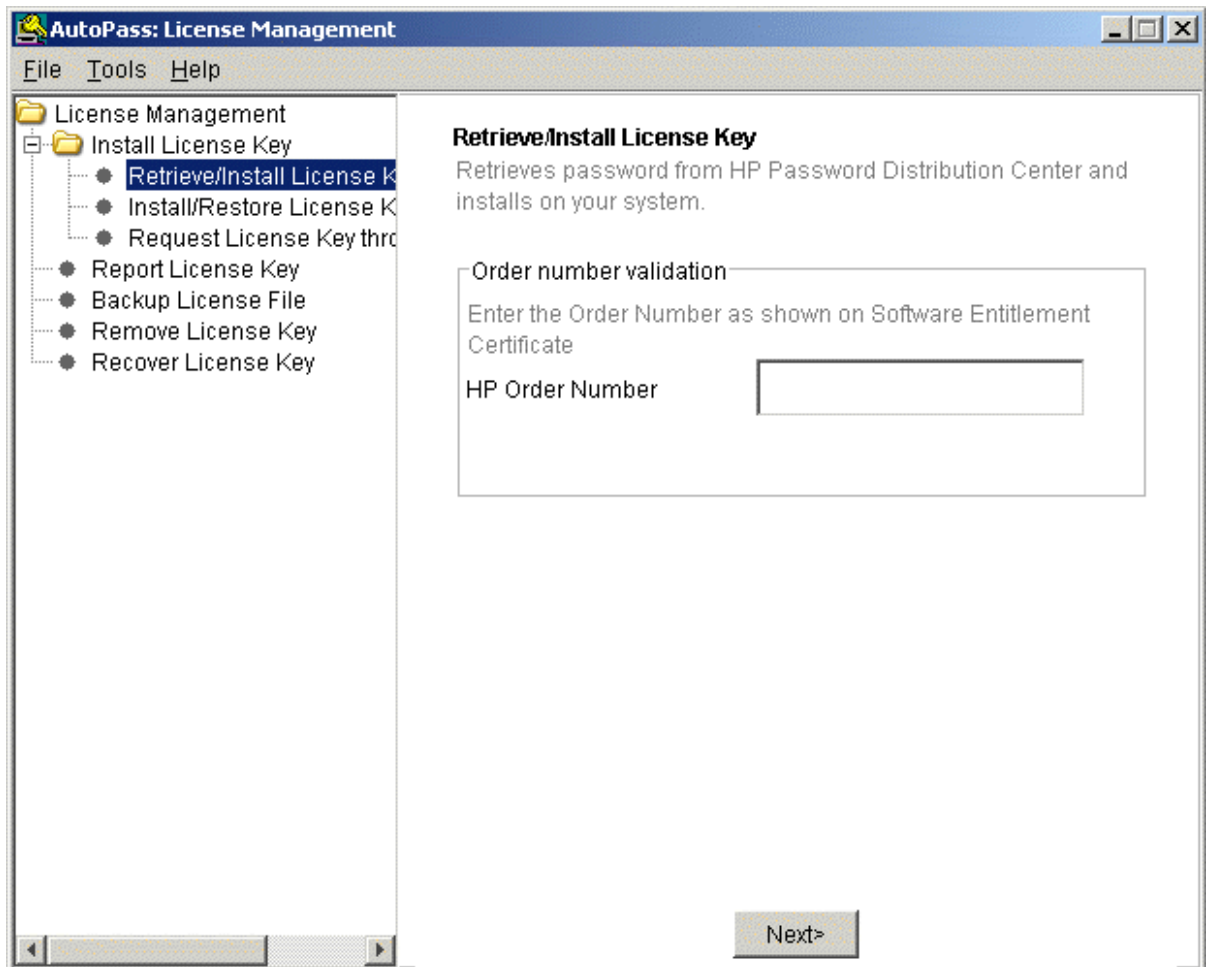 AutoPass: License Management
File Tools Help
License Management
Install License Key
Retrieve/Install License K
Install/Restore License K
Request License Key thro
Report License Key
Backup License File
Remove License Key
Recover License Key
Retrieve/Install License Key
Retrieves password from HP Password Distribution Center and
installs on your system.
Order number validation
Enter the Order Number as shown on Software Entitlement
Certificate
HP Order Number
Next>